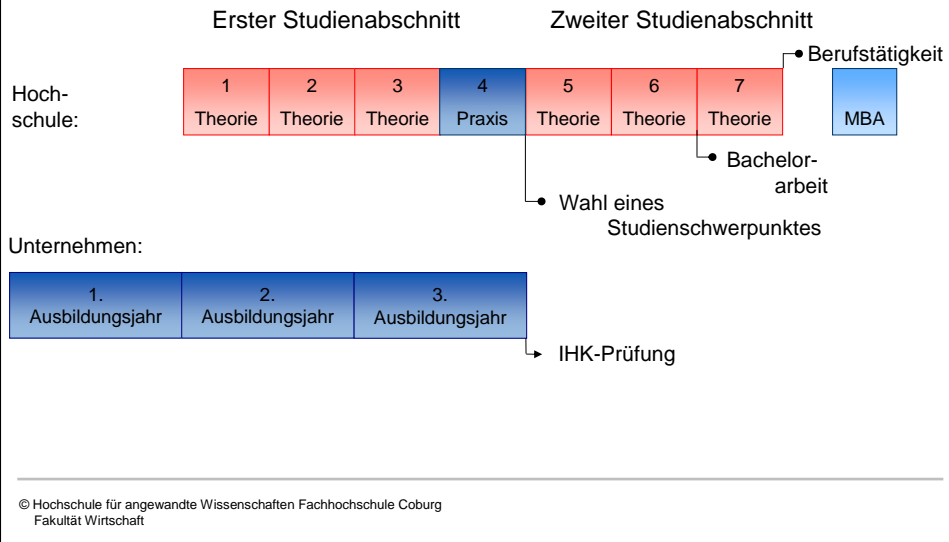 Erster Studienabschnitt
Zweiter Studienabschnitt
Berufstätigkeit
Hoch-
schule:
1
Theorie
2
Theorie
3
Theorie
4
Praxis
5
Theorie
6
Theorie
7
Theorie
MBA
Bachelor-
arbeit
Wahl eines
Studienschwerpunktes
Unternehmen:
1.
Ausbildungsjahr
2.
Ausbildungsjahr
3.
Ausbildungsjahr
IHK-Prüfung
© Hochschule für angewandte Wissenschaften Fachhochschule Coburg
Fakultät Wirtschaft